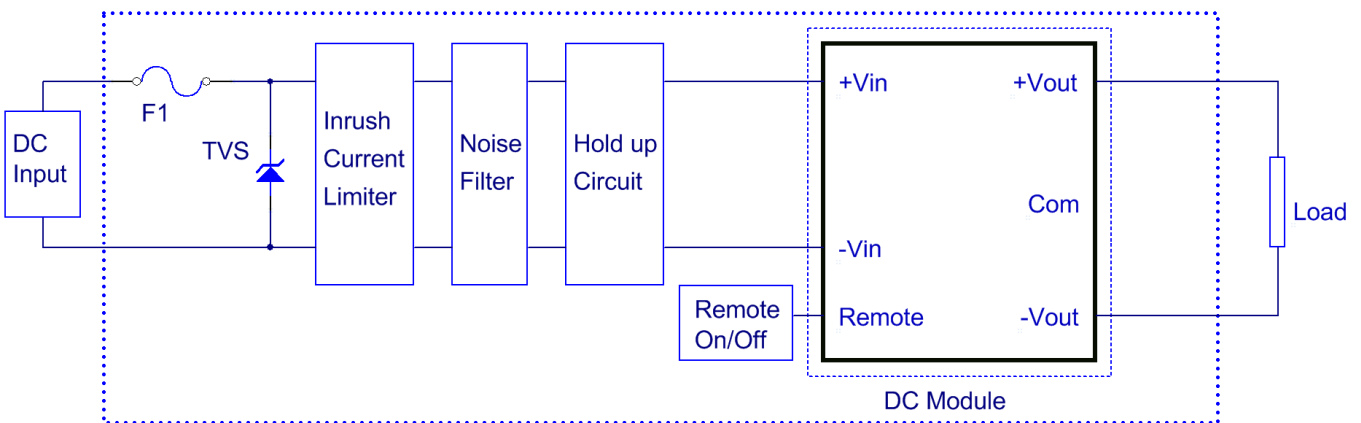 DC
Input
F1
TVS
Inrush
Current
Limiter
Noise
Filter
Hold up
Circuit
Remote
On/Off
+Vin
-Vin
Remote
+Vout
Com
-Vout
DC Module
Load